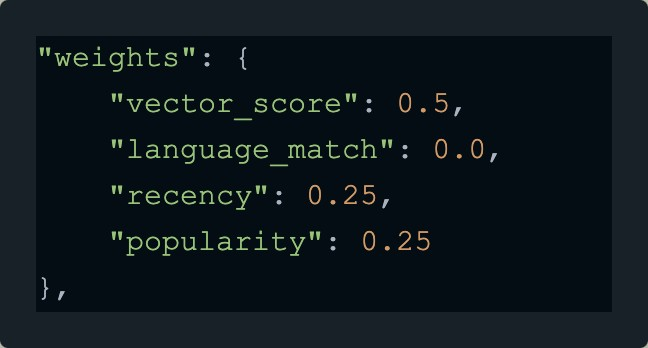 "weights": {
    "vector_score": 0.5,
    "language_match": 0.0,
    "recency": 0.25,
    "popularity": 0.25
},